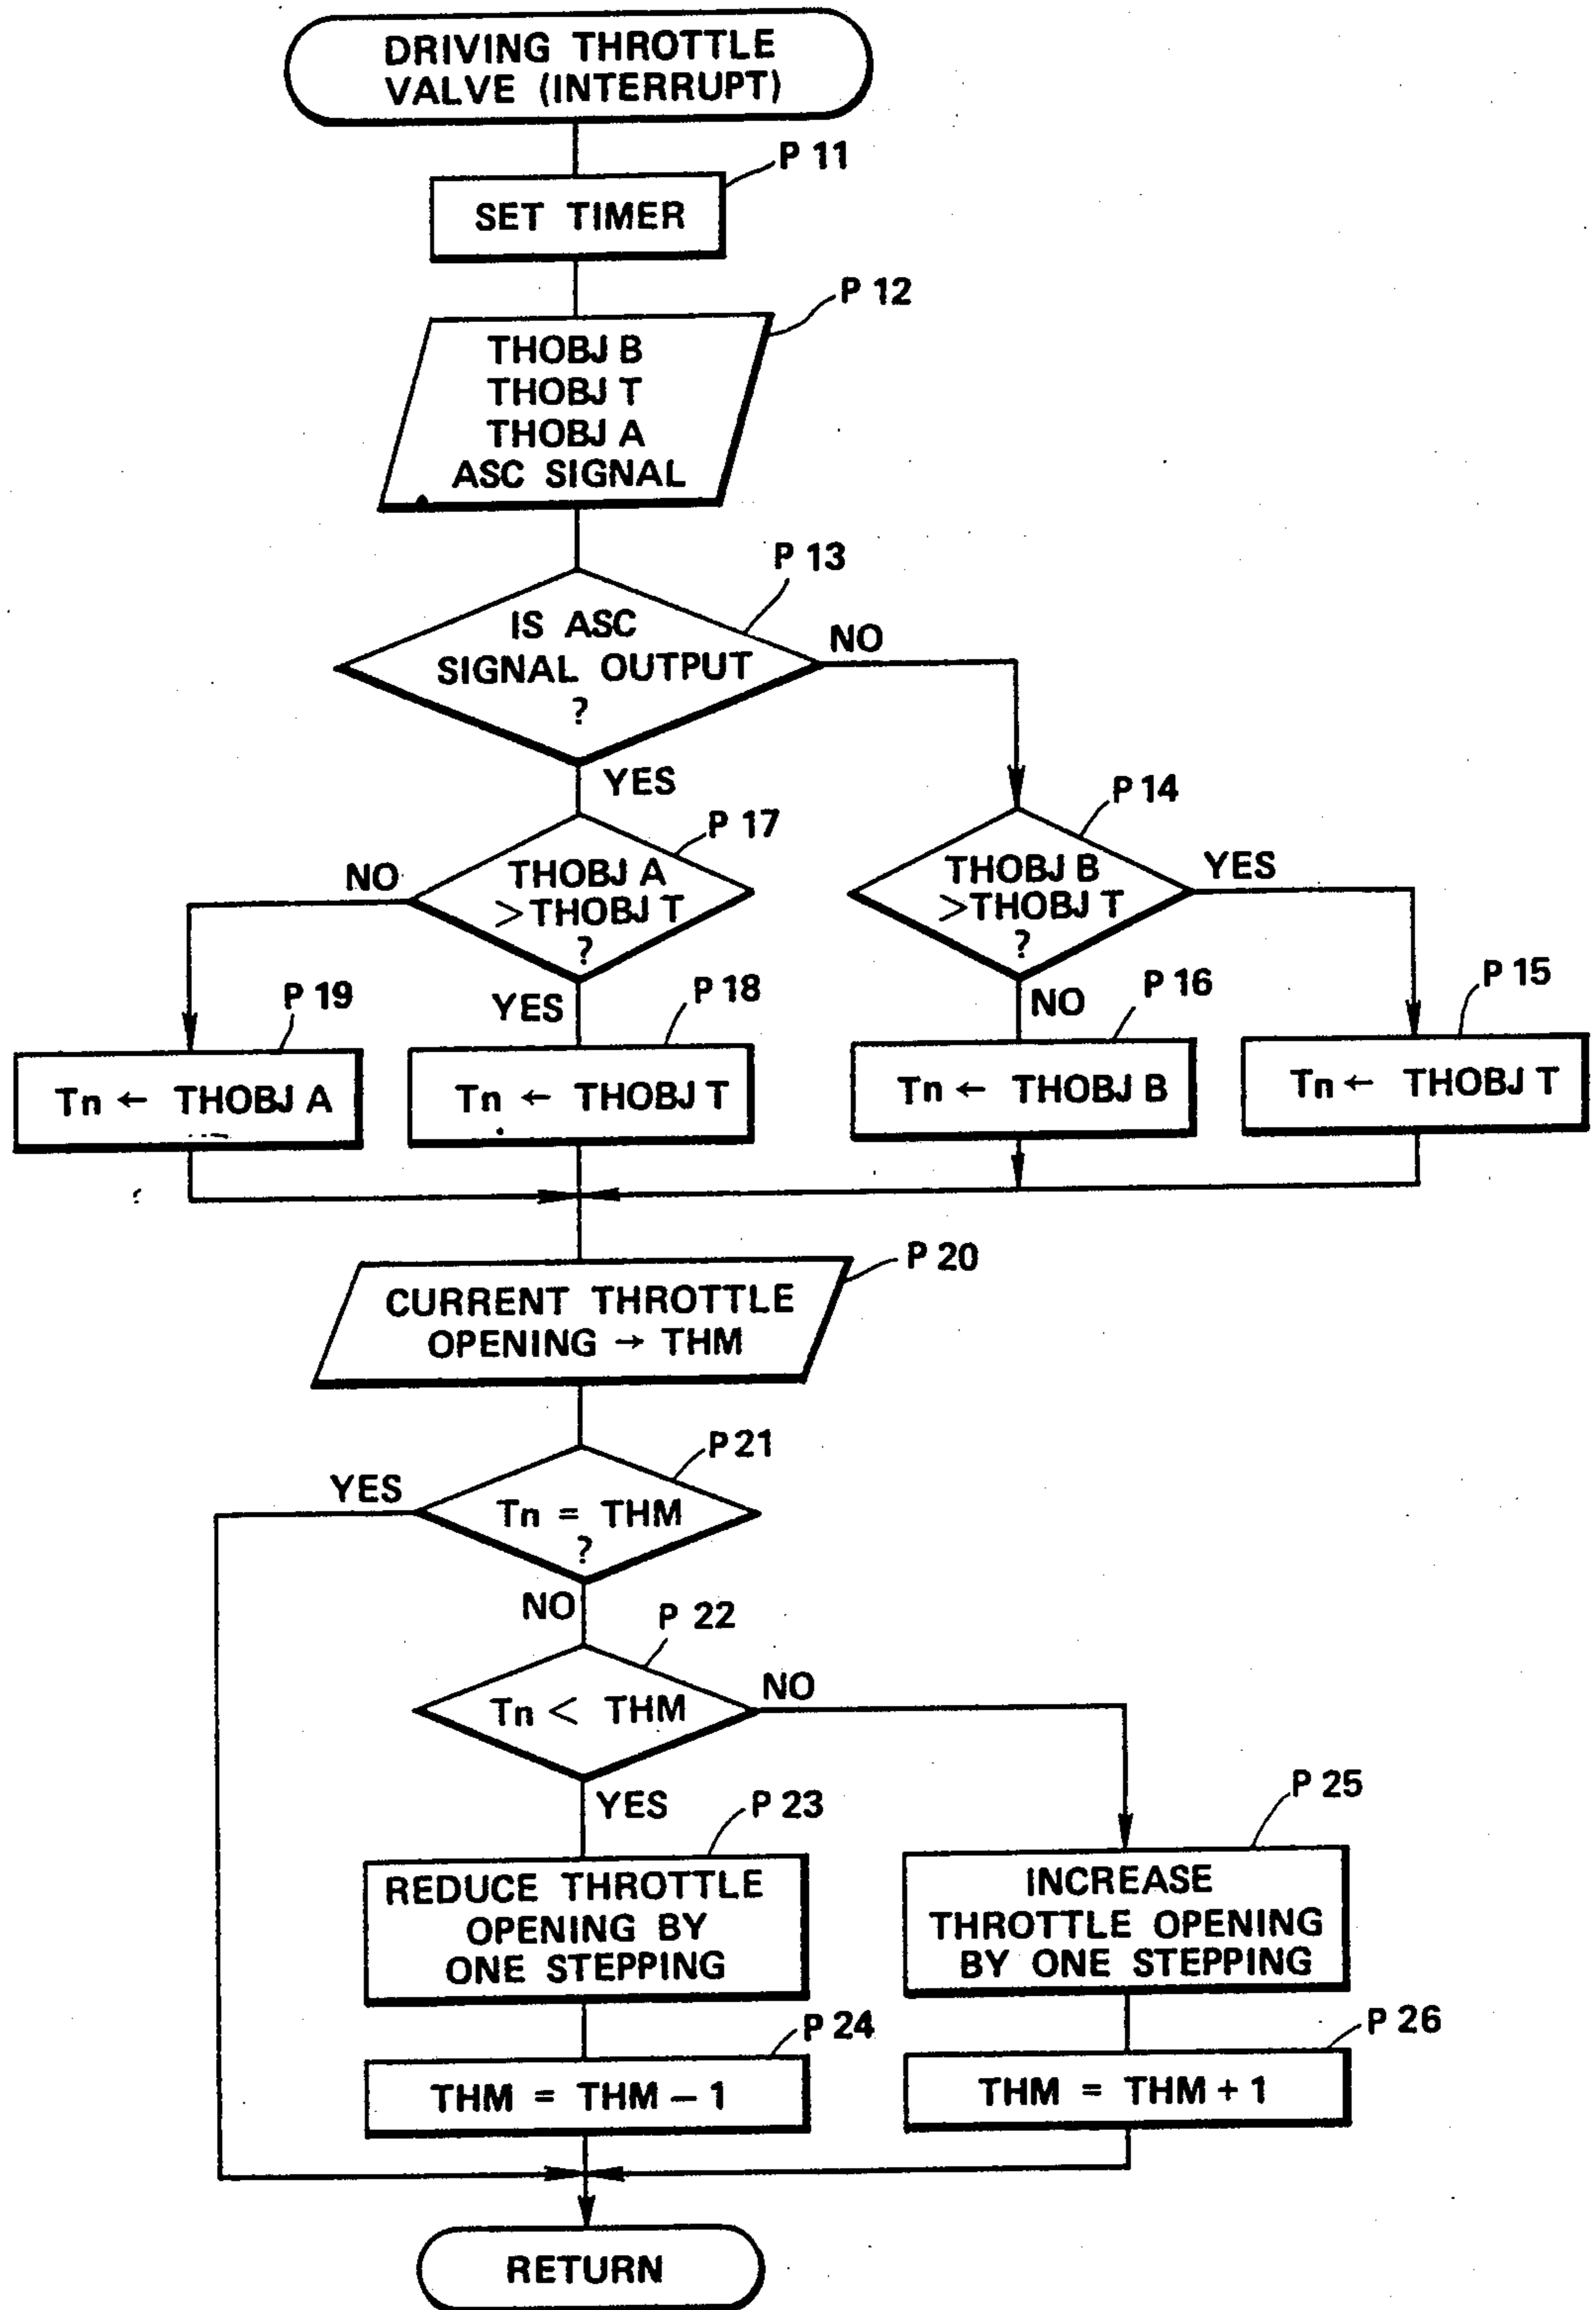 DRIVING THROTTLE
VALVE (INTERRUPT)
P 11
SET TIMER
P 12
THOBJ B
THOBJ T
THOBJ A
ASC SIGNAL
P 13
IS ASC
SIGNAL OUTPUT
?
NO
YES
P 14
P 17
THOBJ A
>THOBJ T
?
NO
YES
THOBJ B
>THOBJ T
?
YES
NO
P 19
P 18
P 16
P 15
Tn ← THOBJ A
Tn ← THOBJ T
Tn ← THOBJ B
Tn ← THOBJ T
P 20
CURRENT THROTTLE
OPENING → THM
P 21
YES
Tn = THM
?
NO
P 22
Tn < THM
NO
YES
P 23
P 25
REDUCE THROTTLE
OPENING BY
ONE STEPPING
INCREASE
THROTTLE OPENING
BY ONE STEPPING
P 24
P 26
THM = THM – 1
THM = THM + 1
RETURN